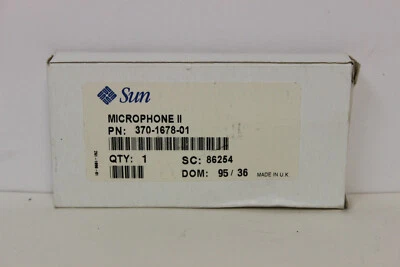 Sun
MICROPHONE II
PN: 370-1678-01
QTY: 1 SC: 86254
DOM: 95 / 36 MADE IN U.K